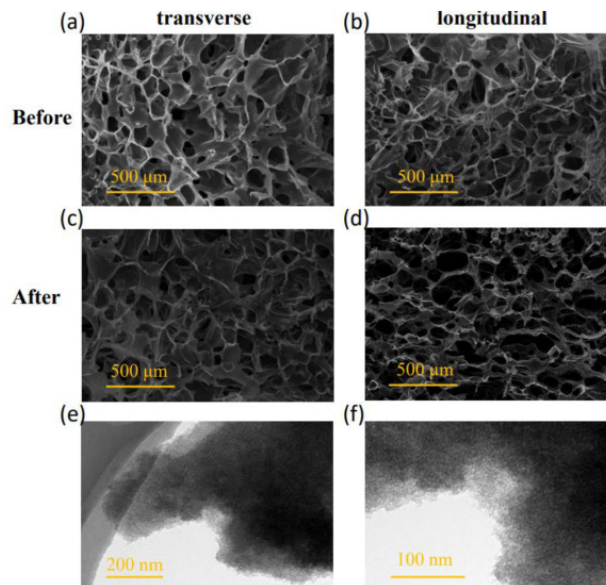 transverse
longitudinal
(a)
(b)
Before
500 μm
500 μm
(c)
(d)
After
500 μm
500 μm
(e)
(f)
200 nm
100 nm